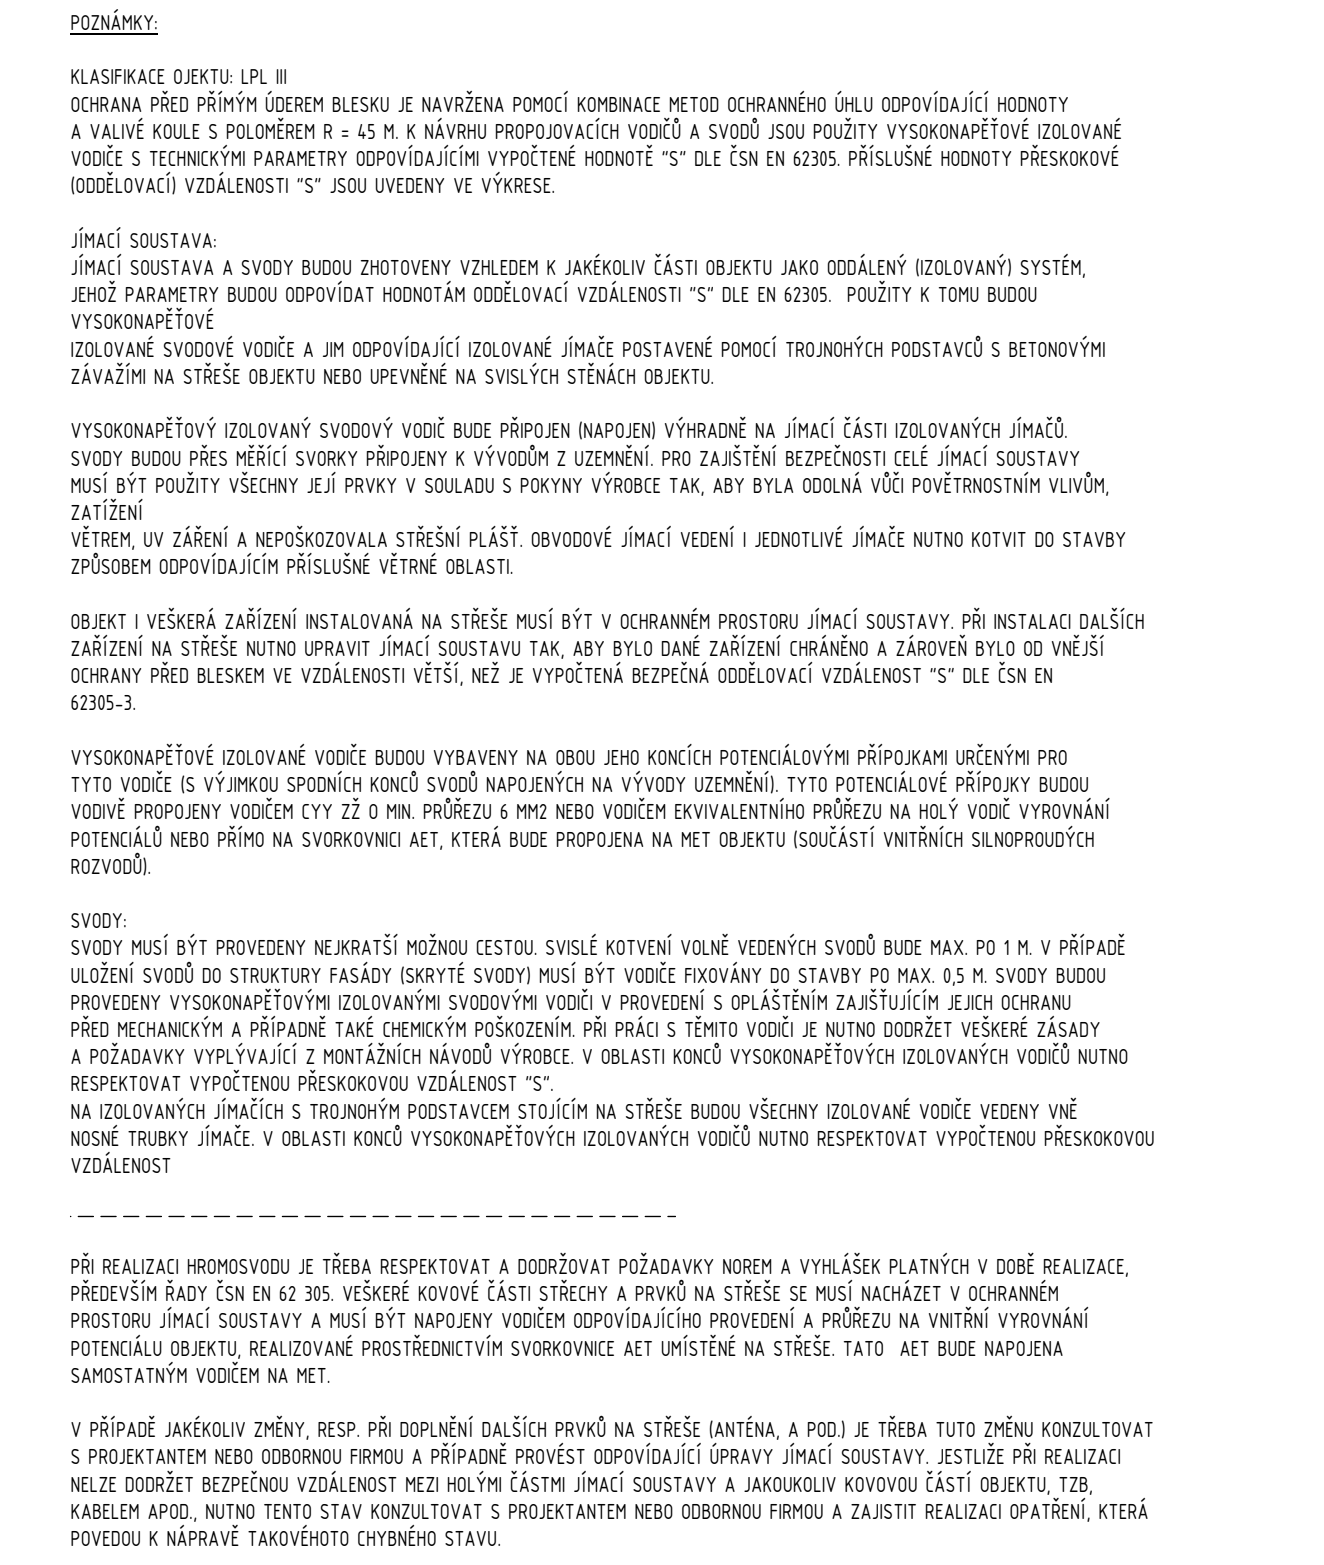 POZNÁMKY:
KLASIFIKACE OJEKTU: LPL III
OCHRANA PŘED PŘÍMÝM ÚDEREM BLESKU JE NAVRŽENA POMOCÍ KOMBINACE METOD OCHRANNÉHO ÚHLU ODPOVÍDAJÍCÍ HODNOTY
A VALIVÉ KOULE S POLOMĚREM R = 45 M. K NÁVRHU PROPOJOVACÍCH VODIČŮ A SVODŮ JSOU POUŽITY VYSOKONAPĚŤOVÉ IZOLOVANÉ
VODIČE S TECHNICKÝMI PARAMETRY ODPOVÍDAJÍCÍMI VYPOČTENÉ HODNOTĚ "S" DLE ČSN EN 62305. PŘÍSLUŠNÉ HODNOTY PŘESKOKOVÉ
(ODDĚLOVACÍ) VZDÁLENOSTI "S" JSOU UVEDENY VE VÝKRESE.
JÍMACÍ SOUSTAVA:
JÍMACÍ SOUSTAVA A SVODY BUDOU ZHOTOVENY VZHLEDEM K JAKÉKOLIV ČÁSTI OBJEKTU JAKO ODDÁLENÝ (IZOLOVANÝ) SYSTÉM,
JEHOŽ PARAMETRY BUDOU ODPOVÍDAT HODNOTÁM ODDĚLOVACÍ VZDÁLENOSTI "S" DLE EN 62305.  POUŽITY K TOMU BUDOU
VYSOKONAPĚŤOVÉ
IZOLOVANÉ SVODOVÉ VODIČE A JIM ODPOVÍDAJÍCÍ IZOLOVANÉ JÍMAČE POSTAVENÉ POMOCÍ TROJNOHÝCH PODSTAVCŮ S BETONOVÝMI
ZÁVAŽÍMI NA STŘEŠE OBJEKTU NEBO UPEVNĚNÉ NA SVISLÝCH STĚNÁCH OBJEKTU.
VYSOKONAPĚŤOVÝ IZOLOVANÝ SVODOVÝ VODIČ BUDE PŘIPOJEN (NAPOJEN) VÝHRADNĚ NA JÍMACÍ ČÁSTI IZOLOVANÝCH JÍMAČŮ.
SVODY BUDOU PŘES MĚŘÍCÍ SVORKY PŘIPOJENY K VÝVODŮM Z UZEMNĚNÍ. PRO ZAJIŠTĚNÍ BEZPEČNOSTI CELÉ JÍMACÍ SOUSTAVY
MUSÍ BÝT POUŽITY VŠECHNY JEJÍ PRVKY V SOULADU S POKYNY VÝROBCE TAK, ABY BYLA ODOLNÁ VŮČI POVĚTRNOSTNÍM VLIVŮM,
ZATÍŽENÍ
VĚTREM, UV ZÁŘENÍ A NEPOŠKOZOVALA STŘEŠNÍ PLÁŠŤ. OBVODOVÉ JÍMACÍ VEDENÍ I JEDNOTLIVÉ JÍMAČE NUTNO KOTVIT DO STAVBY
ZPŮSOBEM ODPOVÍDAJÍCÍM PŘÍSLUŠNÉ VĚTRNÉ OBLASTI.
OBJEKT I VEŠKERÁ ZAŘÍZENÍ INSTALOVANÁ NA STŘEŠE MUSÍ BÝT V OCHRANNÉM PROSTORU JÍMACÍ SOUSTAVY. PŘI INSTALACI DALŠÍCH
ZAŘÍZENÍ NA STŘEŠE NUTNO UPRAVIT JÍMACÍ SOUSTAVU TAK, ABY BYLO DANÉ ZAŘÍZENÍ CHRÁNĚNO A ZÁROVEŇ BYLO OD VNĚJŠÍ
OCHRANY PŘED BLESKEM VE VZDÁLENOSTI VĚTŠÍ, NEŽ JE VYPOČTENÁ BEZPEČNÁ ODDĚLOVACÍ VZDÁLENOST "S" DLE ČSN EN
62305-3.
VYSOKONAPĚŤOVÉ IZOLOVANÉ VODIČE BUDOU VYBAVENY NA OBOU JEHO KONCÍCH POTENCIÁLOVÝMI PŘÍPOJKAMI URČENÝMI PRO
TYTO VODIČE (S VÝJIMKOU SPODNÍCH KONCŮ SVODŮ NAPOJENÝCH NA VÝVODY UZEMNĚNÍ). TYTO POTENCIÁLOVÉ PŘÍPOJKY BUDOU
VODIVĚ PROPOJENY VODIČEM CYY ZŽ O MIN. PRŮŘEZU 6 MM2 NEBO VODIČEM EKVIVALENTNÍHO PRŮŘEZU NA HOLÝ VODIČ VYROVNÁNÍ
POTENCIÁLŮ NEBO PŘÍMO NA SVORKOVNICI AET, KTERÁ BUDE PROPOJENA NA MET OBJEKTU (SOUČÁSTÍ VNITŘNÍCH SILNOPROUDÝCH
ROZVODŮ).
SVODY:
SVODY MUSÍ BÝT PROVEDENY NEJKRATŠÍ MOŽNOU CESTOU. SVISLÉ KOTVENÍ VOLNĚ VEDENÝCH SVODŮ BUDE MAX. PO 1 M. V PŘÍPADĚ
ULOŽENÍ SVODŮ DO STRUKTURY FASÁDY (SKRYTÉ SVODY) MUSÍ BÝT VODIČE FIXOVÁNY DO STAVBY PO MAX. 0,5 M. SVODY BUDOU
PROVEDENY VYSOKONAPĚŤOVÝMI IZOLOVANÝMI SVODOVÝMI VODIČI V PROVEDENÍ S OPLÁŠTĚNÍM ZAJIŠŤUJÍCÍM JEJICH OCHRANU
PŘED MECHANICKÝM A PŘÍPADNĚ TAKÉ CHEMICKÝM POŠKOZENÍM. PŘI PRÁCI S TĚMITO VODIČI JE NUTNO DODRŽET VEŠKERÉ ZÁSADY
A POŽADAVKY VYPLÝVAJÍCÍ Z MONTÁŽNÍCH NÁVODŮ VÝROBCE. V OBLASTI KONCŮ VYSOKONAPĚŤOVÝCH IZOLOVANÝCH VODIČŮ NUTNO
RESPEKTOVAT VYPOČTENOU PŘESKOKOVOU VZDÁLENOST "S".
NA IZOLOVANÝCH JÍMAČÍCH S TROJNOHÝM PODSTAVCEM STOJÍCÍM NA STŘEŠE BUDOU VŠECHNY IZOLOVANÉ VODIČE VEDENY VNĚ
NOSNÉ TRUBKY JÍMAČE. V OBLASTI KONCŮ VYSOKONAPĚŤOVÝCH IZOLOVANÝCH VODIČŮ NUTNO RESPEKTOVAT VYPOČTENOU PŘESKOKOVOU
VZDÁLENOST
PŘI REALIZACI HROMOSVODU JE TŘEBA RESPEKTOVAT A DODRŽOVAT POŽADAVKY NOREM A VYHLÁŠEK PLATNÝCH V DOBĚ REALIZACE,
PŘEDEVŠÍM ŘADY ČSN EN 62 305. VEŠKERÉ KOVOVÉ ČÁSTI STŘECHY A PRVKŮ NA STŘEŠE SE MUSÍ NACHÁZET V OCHRANNÉM
PROSTORU JÍMACÍ SOUSTAVY A MUSÍ BÝT NAPOJENY VODIČEM ODPOVÍDAJÍCÍHO PROVEDENÍ A PRŮŘEZU NA VNITŘNÍ VYROVNÁNÍ
POTENCIÁLU OBJEKTU, REALIZOVANÉ PROSTŘEDNICTVÍM SVORKOVNICE AET UMÍSTĚNÉ NA STŘEŠE. TATO  AET BUDE NAPOJENA
SAMOSTATNÝM VODIČEM NA MET.
V PŘÍPADĚ JAKÉKOLIV ZMĚNY, RESP. PŘI DOPLNĚNÍ DALŠÍCH PRVKŮ NA STŘEŠE (ANTÉNA, A POD.) JE TŘEBA TUTO ZMĚNU KONZULTOVAT
S PROJEKTANTEM NEBO ODBORNOU FIRMOU A PŘÍPADNĚ PROVÉST ODPOVÍDAJÍCÍ ÚPRAVY JÍMACÍ SOUSTAVY. JESTLIŽE PŘI REALIZACI
NELZE DODRŽET BEZPEČNOU VZDÁLENOST MEZI HOLÝMI ČÁSTMI JÍMACÍ SOUSTAVY A JAKOUKOLIV KOVOVOU ČÁSTÍ OBJEKTU, TZB,
KABELEM APOD., NUTNO TENTO STAV KONZULTOVAT S PROJEKTANTEM NEBO ODBORNOU FIRMOU A ZAJISTIT REALIZACI OPATŘENÍ, KTERÁ
POVEDOU K NÁPRAVĚ TAKOVÉHOTO CHYBNÉHO STAVU.